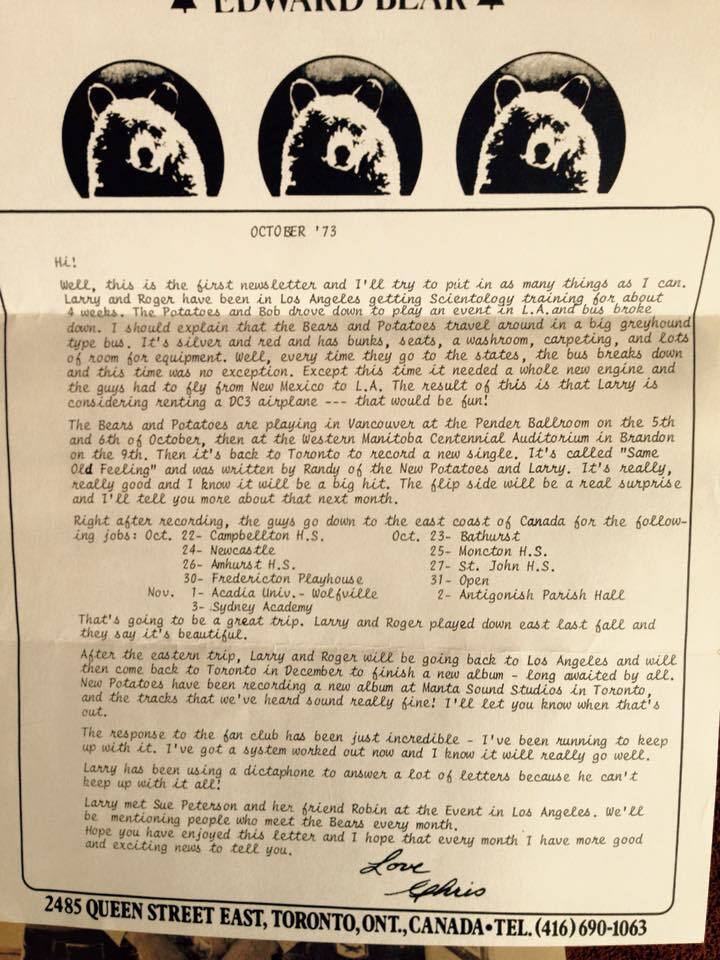 EDWARD BEAR
OCTOBER '73
Hi!
Well, this is the first newsletter and I'll try to put in as many things as I can.
Larry and Roger have been in Los Angeles getting Scientology training for about
4 weeks. The Potatoes and Bob drove down to play an event in L.A.and bus broke
down. I should explain that the Bears and Potatoes travel around in a big greyhound
type bus. It's silver and red and has bunks, seats, a washroom, carpeting, and lots
of room for equipment. Well, every time they go to the states, the bus breaks down
and this time was no exception. Except this time it needed a whole new engine and
the guys had to fly from New Mexico to L.A. The result of this is that Larry is
considering renting a DC3 airplane --- that would be fun!
The Bears and Potatoes are playing in Vancouver at the Pender Ballroom on the 5th
and 6th of October, then at the Western Manitoba Centennial Auditorium in Brandon
on the 9th. Then it's back to Toronto to record a new single. It's called "Same
Old Feeling" and was written by Randy of the New Potatoes and Larry. It's really,
really good and I know it will be a big hit. The flip side will be a real surprise
and I'll tell you more about that next month.
Right after recording, the guys go down to the east coast of Canada for the follow-
ing jobs: Oct. 22- Campbellton H.S. Oct. 23- Bathurst
24- Newcastle 25- Moncton H.S.
26- Amhurst H.S. 27- St. John H.S.
30- Fredericton Playhouse 31- Open
Nov. 1- Acadia Univ.- Wolfville 2- Antigonish Parish Hall
3- Sydney Academy
That's going to be a great trip. Larry and Roger played down east last fall and
they say it's beautiful.
After the eastern trip, Larry and Roger will be going back to Los Angeles and will
then come back to Toronto in December to finish a new album - long awaited by all.
New Potatoes have been recording a new album at Manta Sound Studios in Toronto,
and the tracks that we've heard sound really fine! I'll let you know when that's
out.
The response to the fan club has been just incredible - I've been running to keep
up with it. I've got a system worked out now and I know it will really go well.
Larry has been using a dictaphone to answer a lot of letters because he can't
keep up with it all!
Larry met Sue Peterson and her friend Robin at the Event in Los Angeles. We'll
be mentioning people who meet the Bears every month.
Hope you have enjoyed this letter and I hope that every month I have more good
and exciting news to tell you.
Love
Chris
2485 QUEEN STREET EAST, TORONTO, ONT., CANADA•TEL. (416) 690-1063